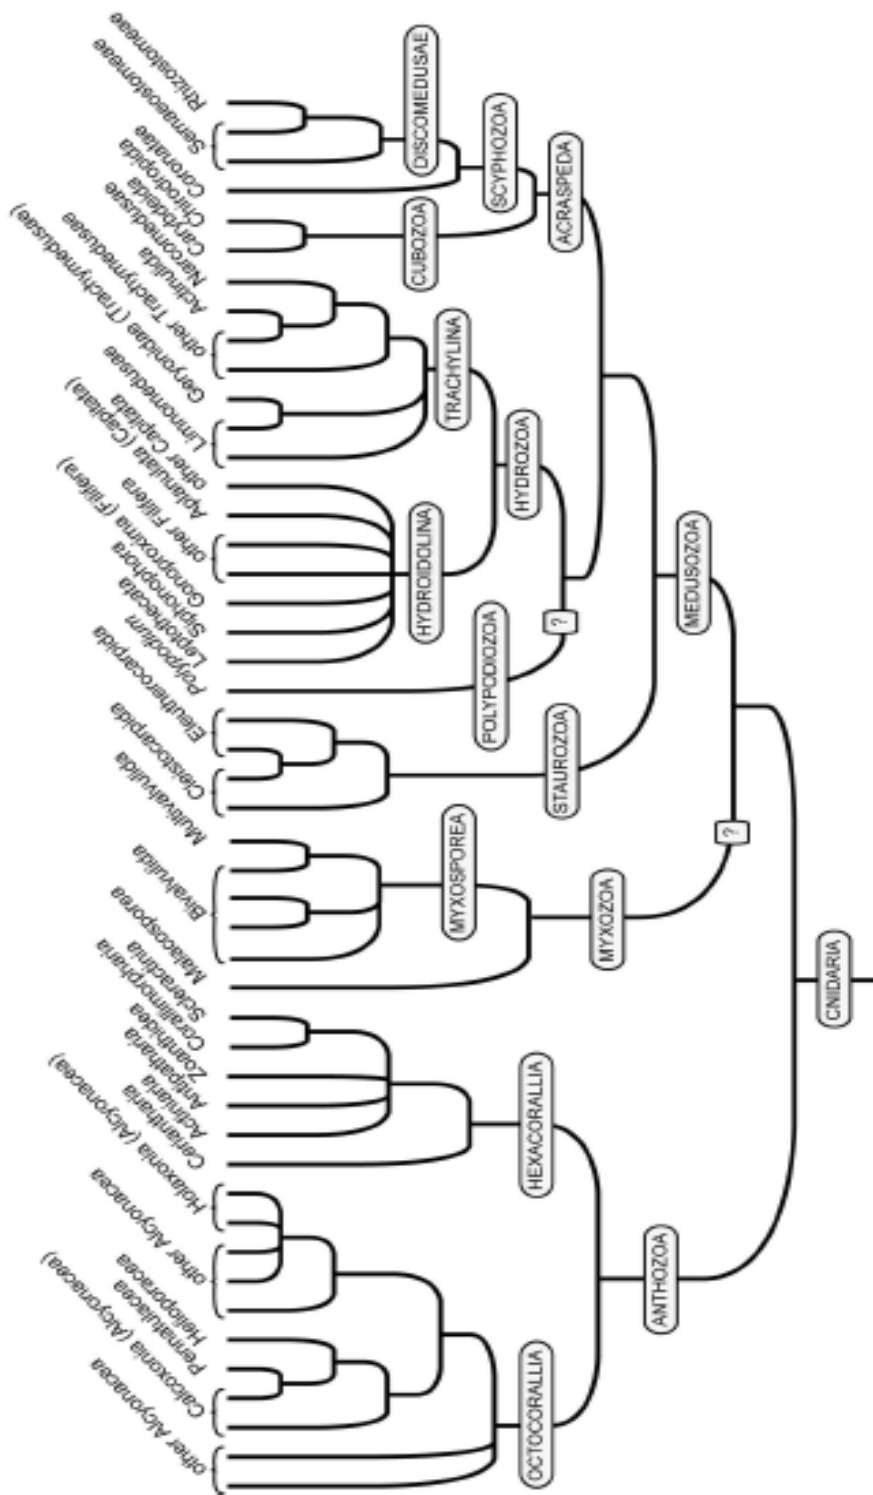 Rhizostomeae
Semaeostomeae
Coronatae
Chirodropida
Carybdeida
Narcomedusae
Actinulida
other Trachymedusae
Geryonidae (Trachymedusae)
Limnomedusae
other Capitata
Aplanulata (Capitata)
other Filifera
Gonoproxima (Filifera)
Siphonophora
Leptothecata
Polypodium
Eleutherocarpida
Cleistocarpida
Multivalvulida
Bivalvulida
Malacosporea
Scleractinia
Corallimorpharia
Zoanthidea
Antipatharia
Actiniaria
Ceriantharia
Holaxonia (Alcyonacea)
other Alcyonacea
Helioporacea
Pennatulacea
Calcaxonia (Alcyonacea)
other Alcyonacea
DISCOMEDUSAE
SCYPHOZOA
CUBOZOA
ACRASPEDA
TRACHYLINA
HYDROIDOLINA
HYDROZOA
POLYPODIOZOA
?
STAUROZOA
MEDUSOZOA
MYXOSPOREA
MYXOZOA
?
HEXACORALLIA
OCTOCORALLIA
ANTHOZOA
CNIDARIA